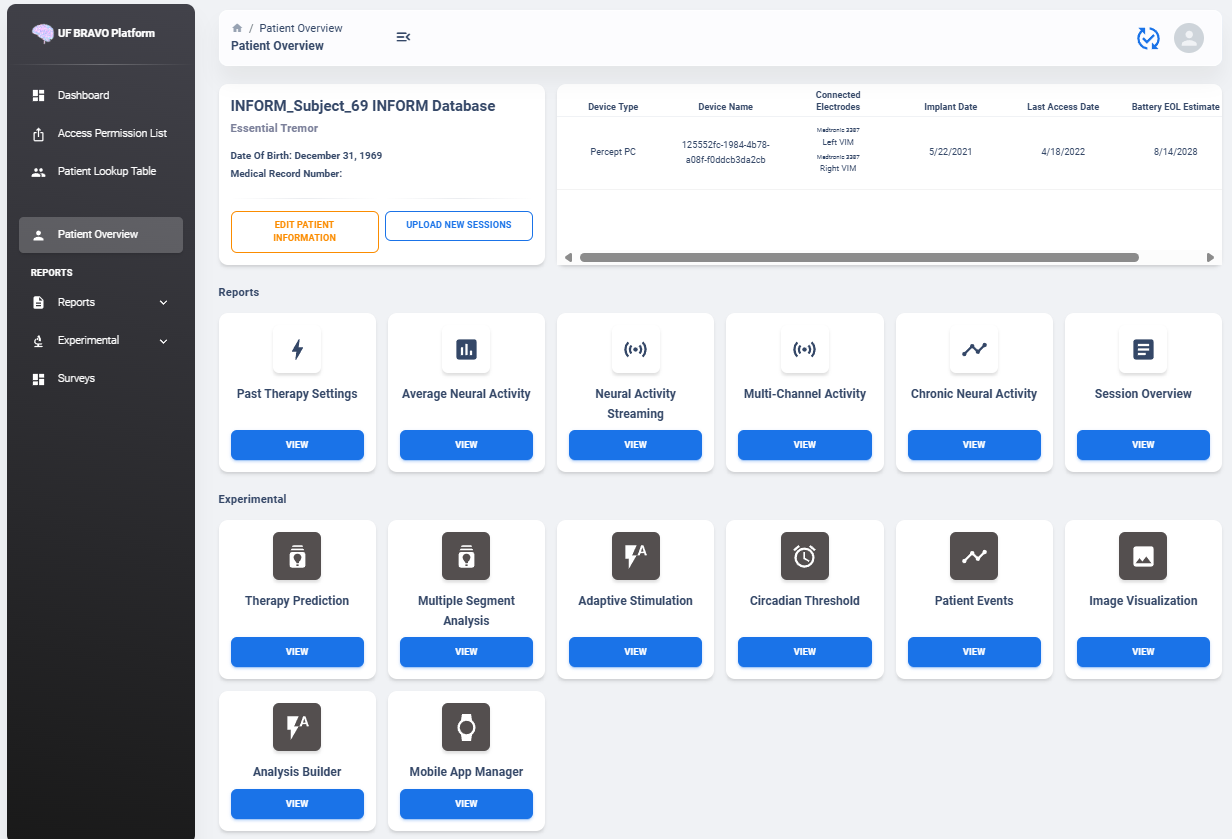 UF BRAVO Platform
Dashboard
Access Permission List
Patient Lookup Table
Patient Overview
REPORTS
Reports
Experimental
Surveys
/ Patient Overview
Patient Overview
INFORM_Subject_69 INFORM Database
Essential Tremor
Date Of Birth: December 31, 1969
Medical Record Number:
EDIT PATIENT
INFORMATION
UPLOAD NEW SESSIONS
Device Type
Device Name
Connected
Electrodes
Implant Date
Last Access Date
Battery EOL Estimate
Percept PC
125552fc-1984-4b78-
a08f-f0ddcb3da2cb
Medtronic 3387
Left VIM
Medtronic 3387
Right VIM
5/22/2021
4/18/2022
8/14/2028
Reports
Past Therapy Settings
VIEW
Average Neural Activity
VIEW
Neural Activity
Streaming
VIEW
Multi-Channel Activity
VIEW
Chronic Neural Activity
VIEW
Session Overview
VIEW
Experimental
Therapy Prediction
VIEW
Multiple Segment
Analysis
VIEW
A
Adaptive Stimulation
VIEW
Circadian Threshold
VIEW
Patient Events
VIEW
Image Visualization
VIEW
A
Analysis Builder
VIEW
Mobile App Manager
VIEW